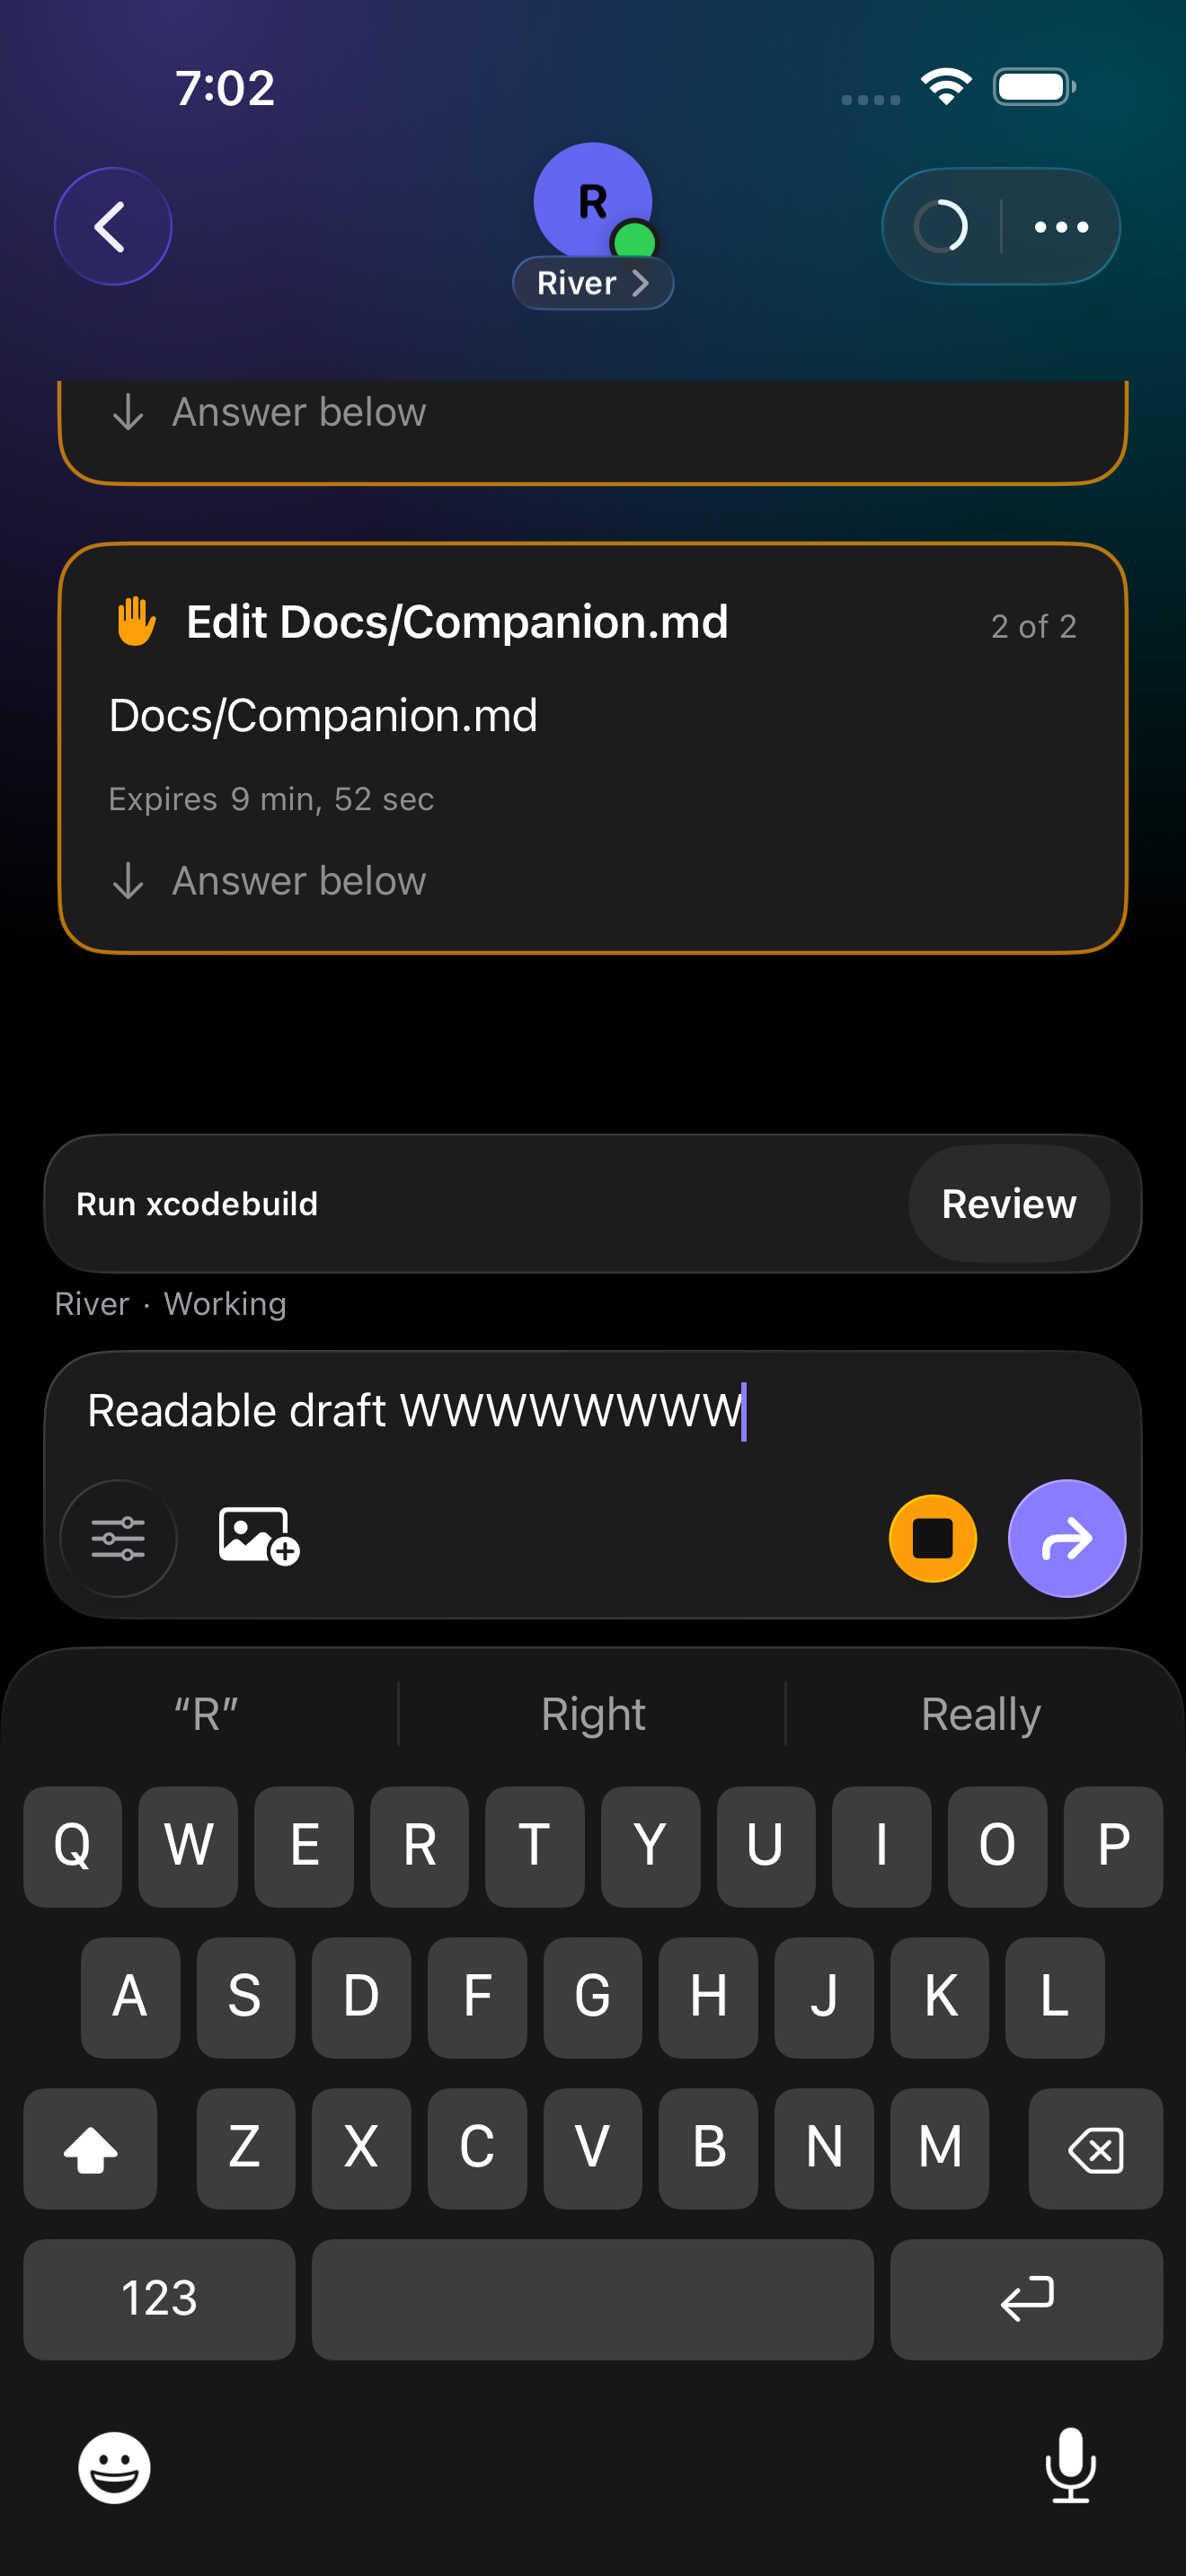 7:02
R
River
Answer below
Edit Docs/Companion.md
2 of 2
Docs/Companion.md
Expires 9 min, 52 sec
Answer below
Run xcodebuild
Review
River · Working
Readable draft WWWWWWWW
“R” Right Really
Q W E R T Y U I O P
A S D F G H J K L
Z X C V B N M
123